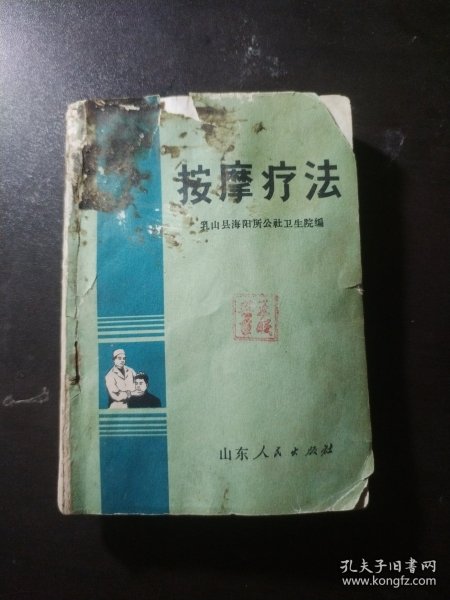 按摩疗法
乳山县海阳所公社卫生院编
山东人民出版社
孔夫子旧书网
www.kongfz.com